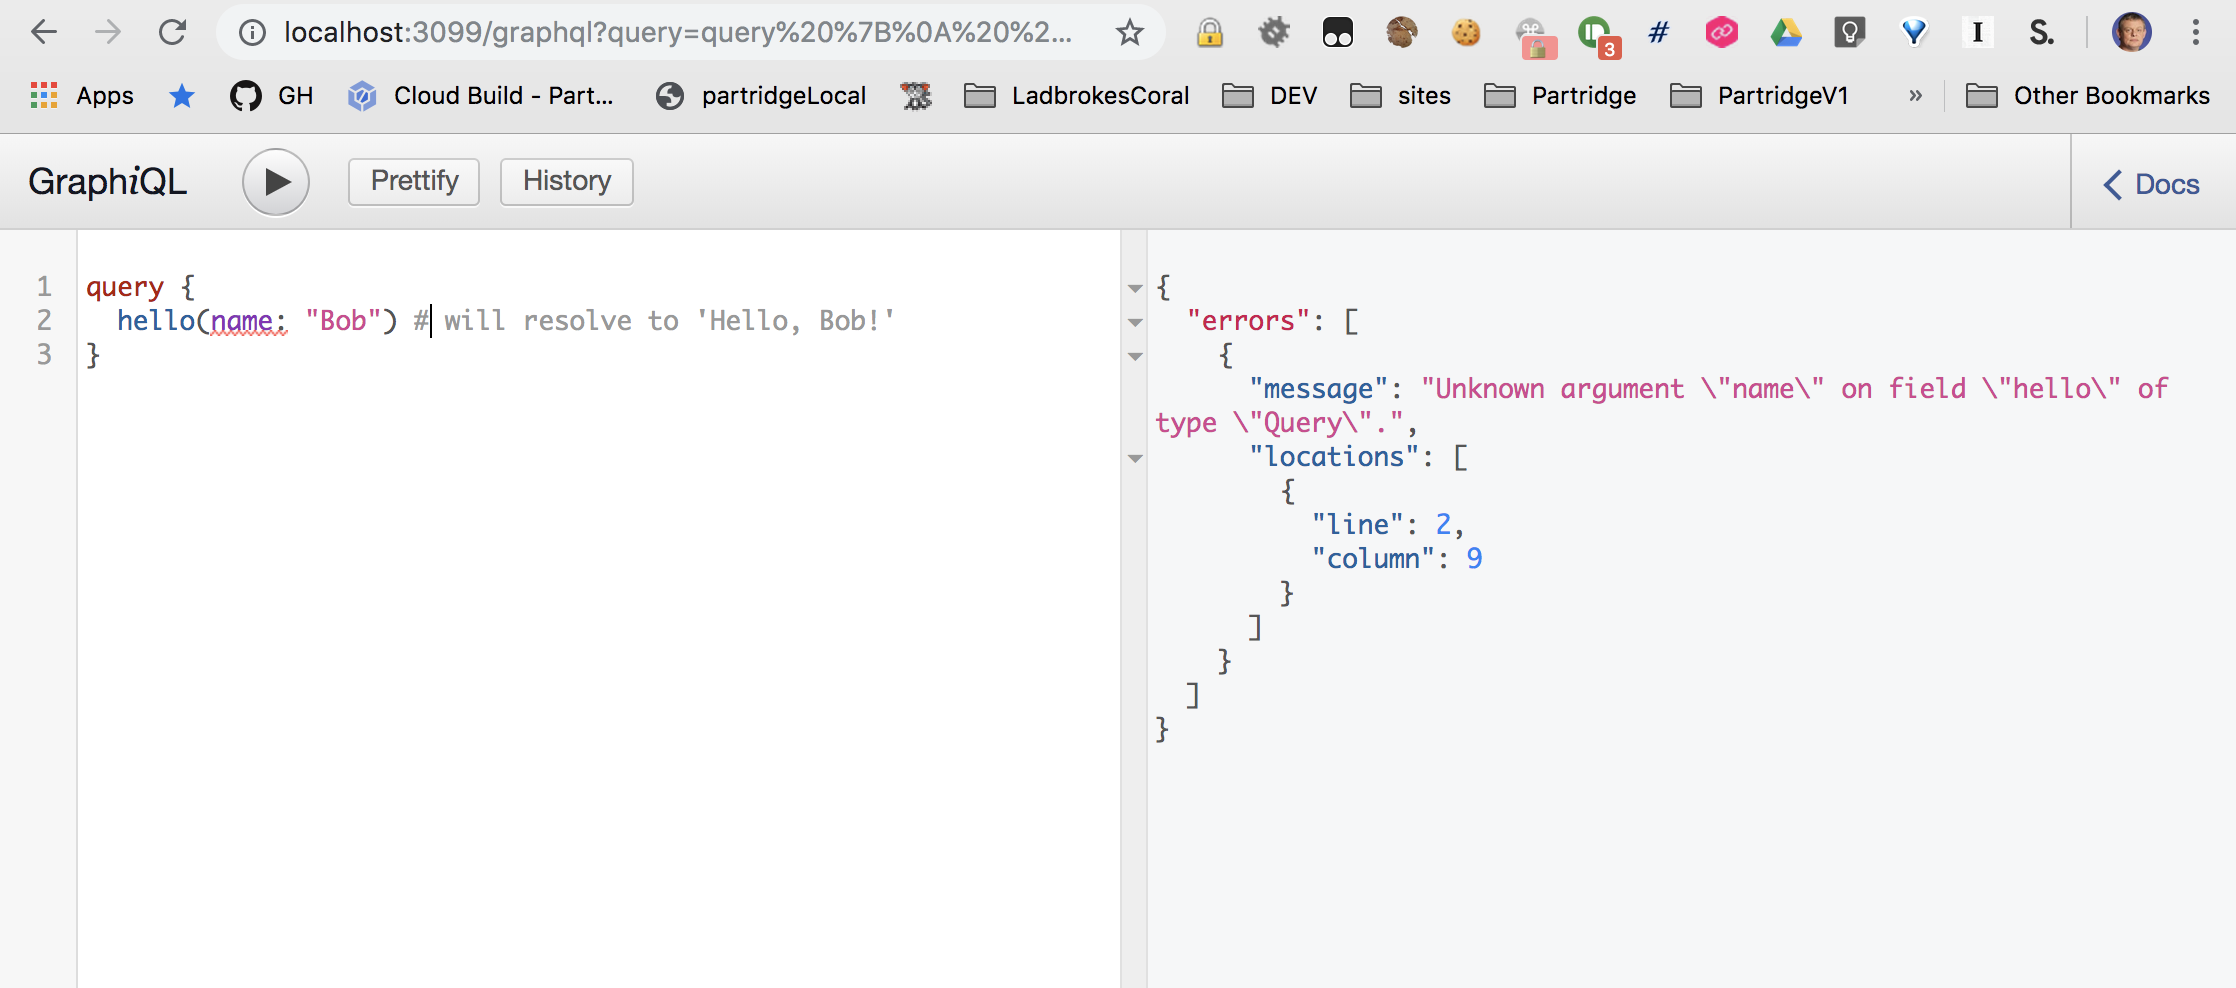 localhost:3099/graphql?query=query%20%7B%0A%20%2...
3
#
I
S.
Apps
GH
Cloud Build - Part...
partridgeLocal
LadbrokesCoral
DEV
sites
Partridge
PartridgeV1
»
Other Bookmarks
GraphiQL
Prettify
History
Docs
1 query {
2 hello(name: "Bob") # will resolve to 'Hello, Bob!'
3 }
{
"errors": [
{
"message": "Unknown argument \"name\" on field \"hello\" of
type \"Query\".",
"locations": [
{
"line": 2,
"column": 9
}
]
}
]
}